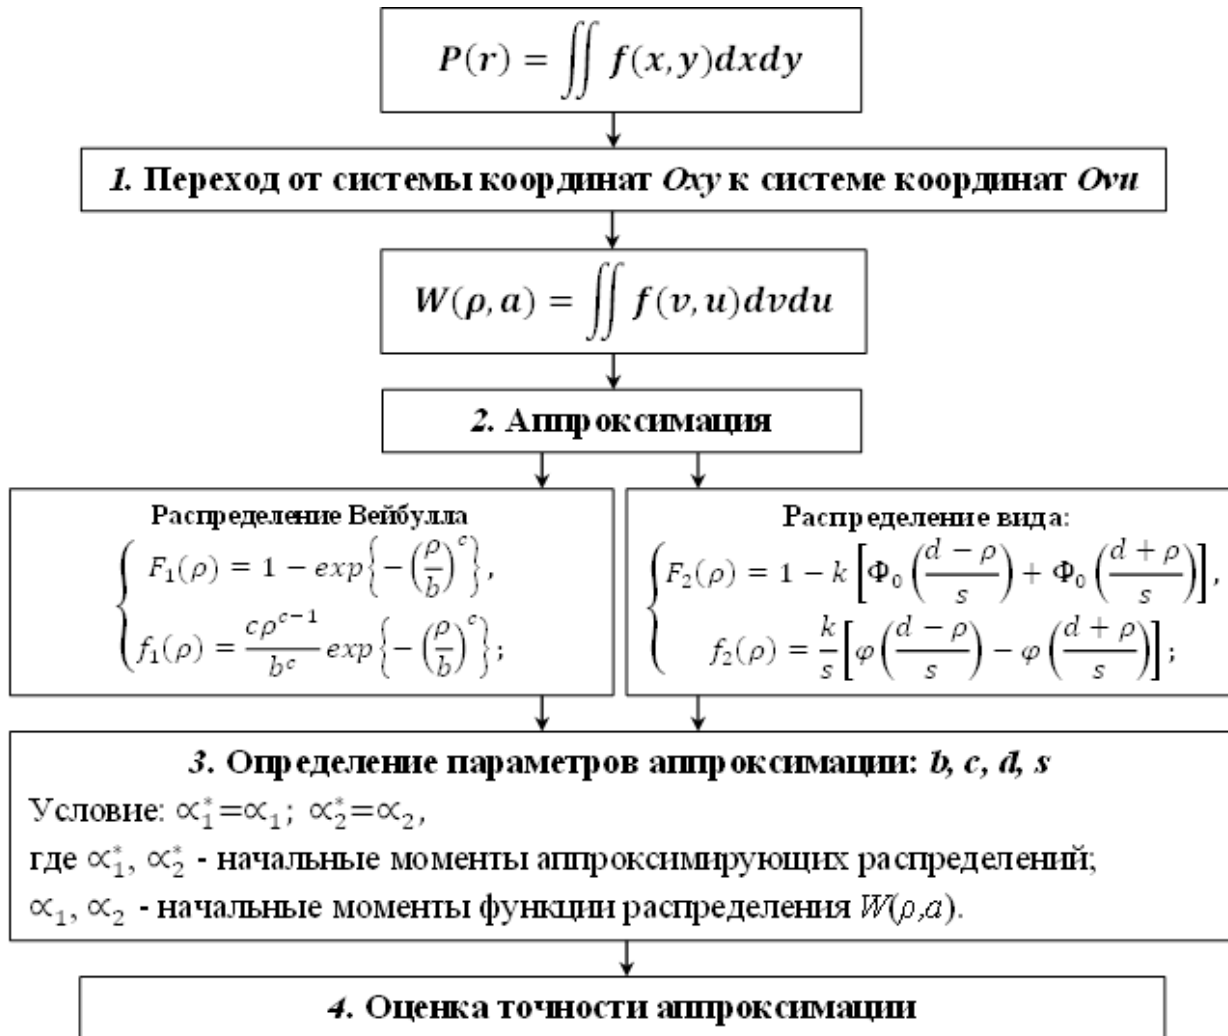 P(r) = ∬ f(x, y)dxdy
1. Переход от системы координат Oxy к системе координат Ovu
W(ρ, a) = ∬ f(v, u)dvdu
2. Аппроксимация
Распределение Вейбулла
F₁(ρ) = 1 − exp{−(ρ/b)^c},
f₁(ρ) = cρ^(c−1)/b^c exp{−(ρ/b)^c};
Распределение вида:
F₂(ρ) = 1 − k[Φ₀((d − ρ)/s) + Φ₀((d + ρ)/s)],
f₂(ρ) = k/s[φ((d − ρ)/s) − φ((d + ρ)/s)];
3. Определение параметров аппроксимации: b, c, d, s
Условие: ∝₁*=∝₁; ∝₂*=∝₂,
где ∝₁*, ∝₂* - начальные моменты аппроксимирующих распределений;
∝₁, ∝₂ - начальные моменты функции распределения W(ρ,a).
4. Оценка точности аппроксимации